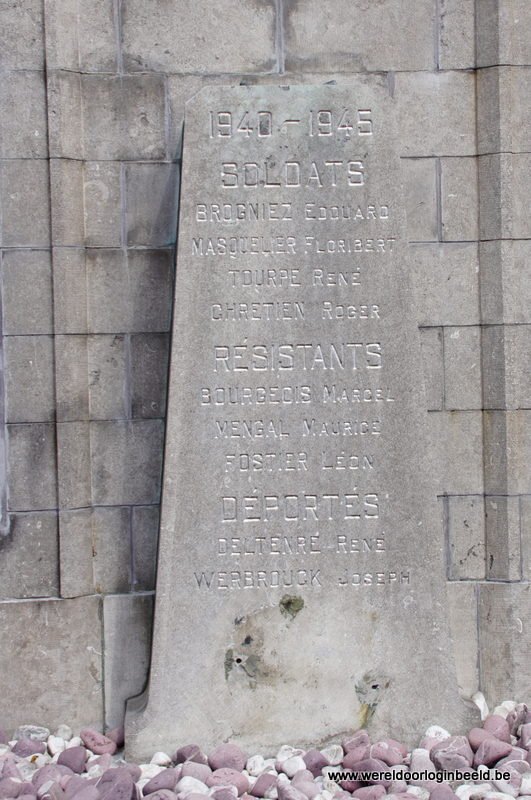 1940 - 1945
SOLDATS
BROGNIEZ EDOUARD
MASQUELIER FLORIBERT
TOURPE RENÉ
CHRETIEN ROGER
RÉSISTANTS
BOURGEOIS MARCEL
MENGAL MAURICE
FOSTIER LÉON
DÉPORTÉS
DELTENRE RENÉ
WERBROUCK JOSEPH
www.wereldoorloginbeeld.be